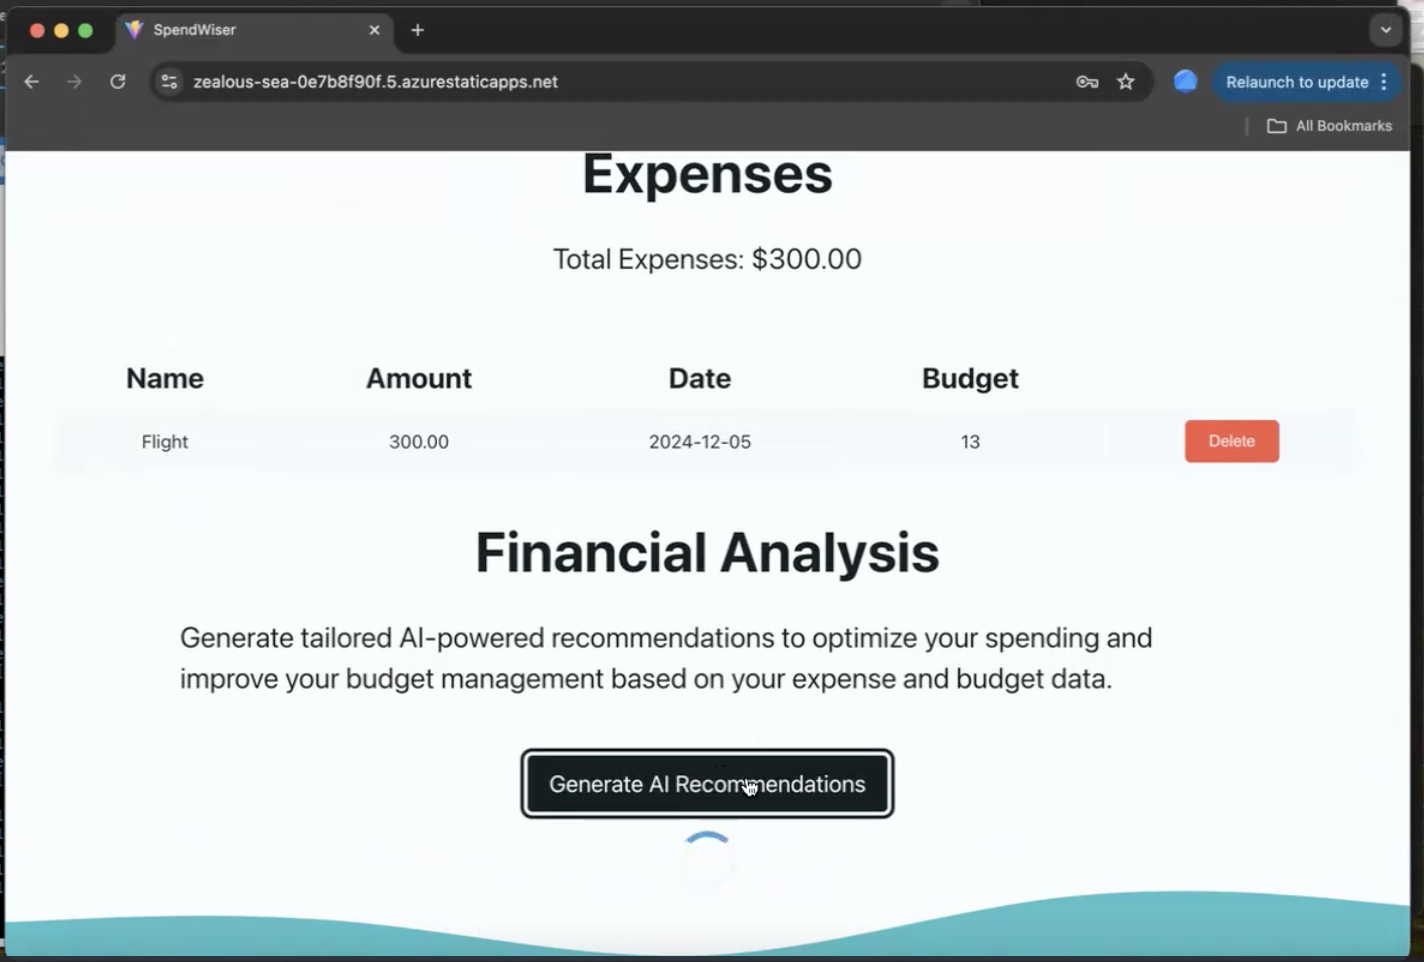 SpendWiser
zealous-sea-0e7b8f90f.5.azurestaticapps.net
Relaunch to update
All Bookmarks
Expenses
Total Expenses: $300.00
Name Amount Date Budget
Flight 300.00 2024-12-05 13 Delete
Financial Analysis
Generate tailored AI-powered recommendations to optimize your spending and
improve your budget management based on your expense and budget data.
Generate AI Recommendations